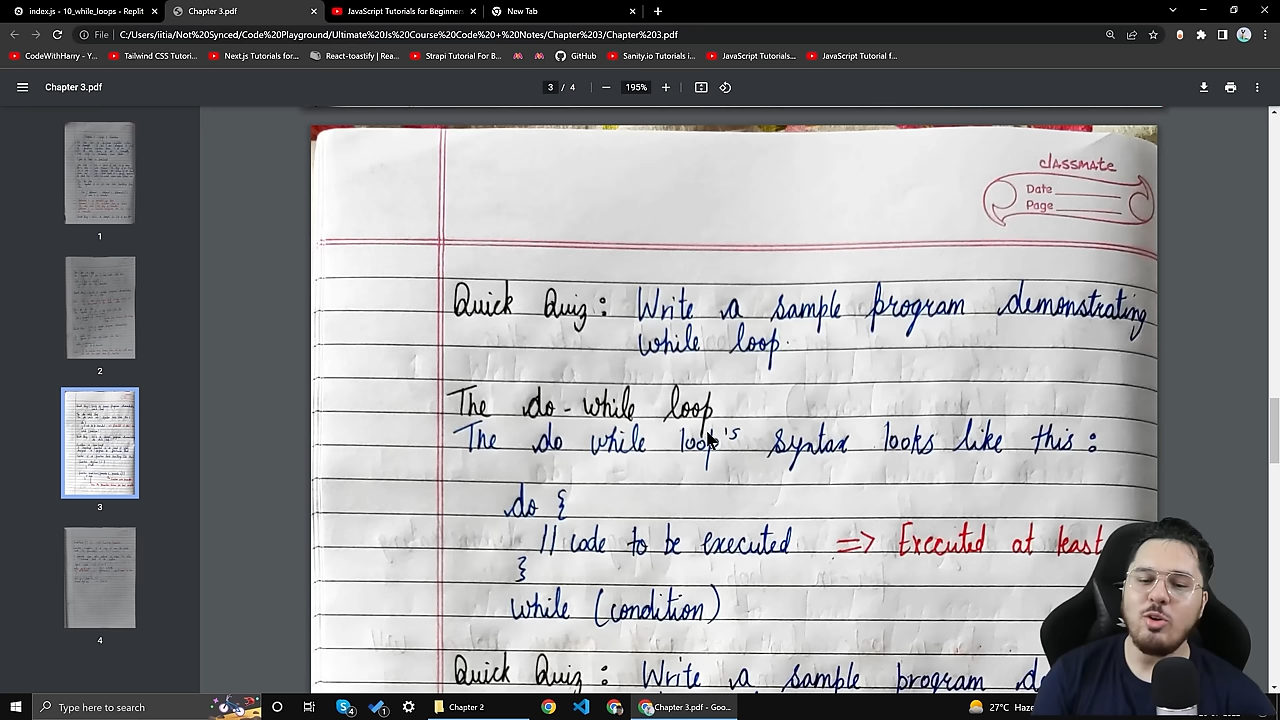 index.js - 10_while_loops - Replit
Chapter 3.pdf
JavaScript Tutorials for Beginner
New Tab
File
C:/Users/iitia/Not%20Synced/Code%20Playground/Ultimate%20Js%20Course%20Code%20+%20Notes/Chapter%203/Chapter%203.pdf
CodeWithHarry - Y...
Tailwind CSS Tutori...
Next.js Tutorials for...
React-toastify | Rea...
Strapi Tutorial For B...
GitHub
Sanity.io Tutorials i...
JavaScript Tutorials...
JavaScript Tutorial f...
Chapter 3.pdf
3 / 4
195%
1
2
3
4
classmate
Date
Page
Quick Quiz: Write a sample program demonstrating
while loop.
The do-while loop
The do while loop's syntax looks like this:
do {
// code to be executed => Executed at least
}
while (condition)
Quick Quiz: Write a sample program d
Type here to search
Chapter 2
Chapter 3.pdf - Goo...
27°C Haze